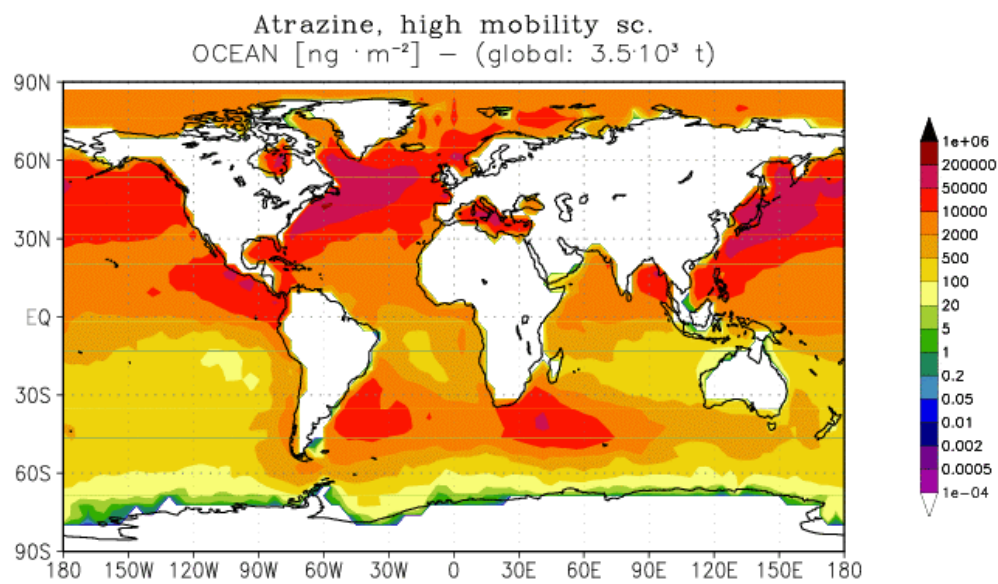 Atrazine, high mobility sc.
OCEAN [ng · m⁻²] − (global: 3.5·10³ t)
90N
60N
30N
EQ
30S
60S
90S
180 150W 120W 90W 60W 30W 0 30E 60E 90E 120E 150E 180
1e+06
200000
50000
10000
2000
500
100
20
5
1
0.2
0.05
0.01
0.002
0.0005
1e−04